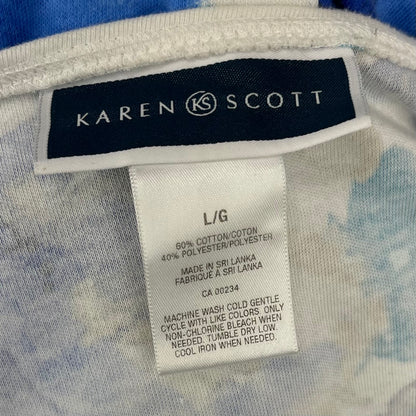 KAREN KS SCOTT
L/G
60% COTTON/COTON
40% POLYESTER/POLYESTER
MADE IN SRI LANKA
FABRIQUÉ À SRI LANKA
CA 00234
MACHINE WASH COLD GENTLE
CYCLE WITH LIKE COLORS. ONLY
NON-CHLORINE BLEACH WHEN
NEEDED. TUMBLE DRY LOW.
COOL IRON WHEN NEEDED.